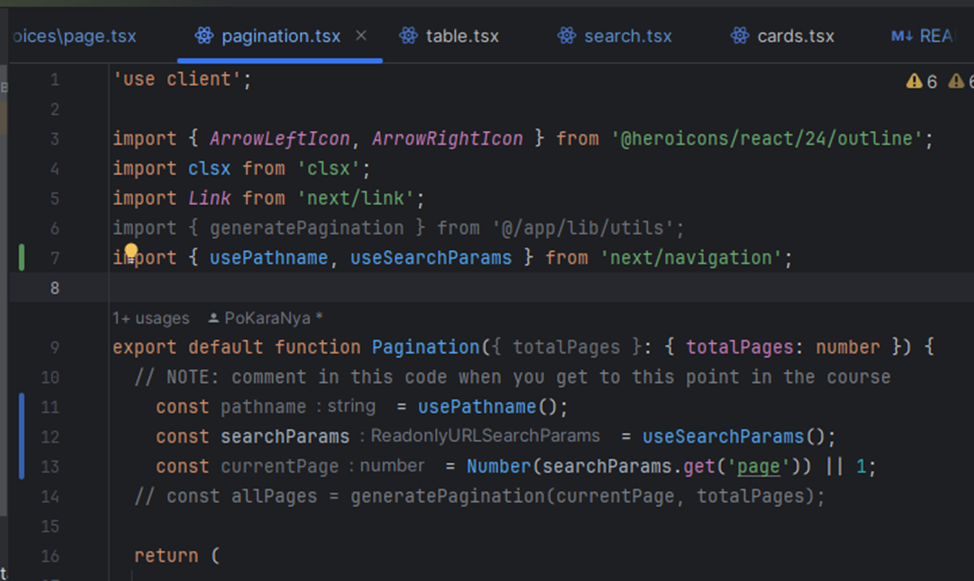 oices\page.tsx pagination.tsx × table.tsx search.tsx cards.tsx M↓ REA
1 'use client'; 6 6
2
3 import { ArrowLeftIcon, ArrowRightIcon } from '@heroicons/react/24/outline';
4 import clsx from 'clsx';
5 import Link from 'next/link';
6 import { generatePagination } from '@/app/lib/utils';
7 import { usePathname, useSearchParams } from 'next/navigation';
8
1+ usages PoKaraNya *
9 export default function Pagination({ totalPages }: { totalPages: number }) {
10 // NOTE: comment in this code when you get to this point in the course
11 const pathname : string = usePathname();
12 const searchParams : ReadonlyURLSearchParams = useSearchParams();
13 const currentPage : number = Number(searchParams.get('page')) || 1;
14 // const allPages = generatePagination(currentPage, totalPages);
15
16 return (